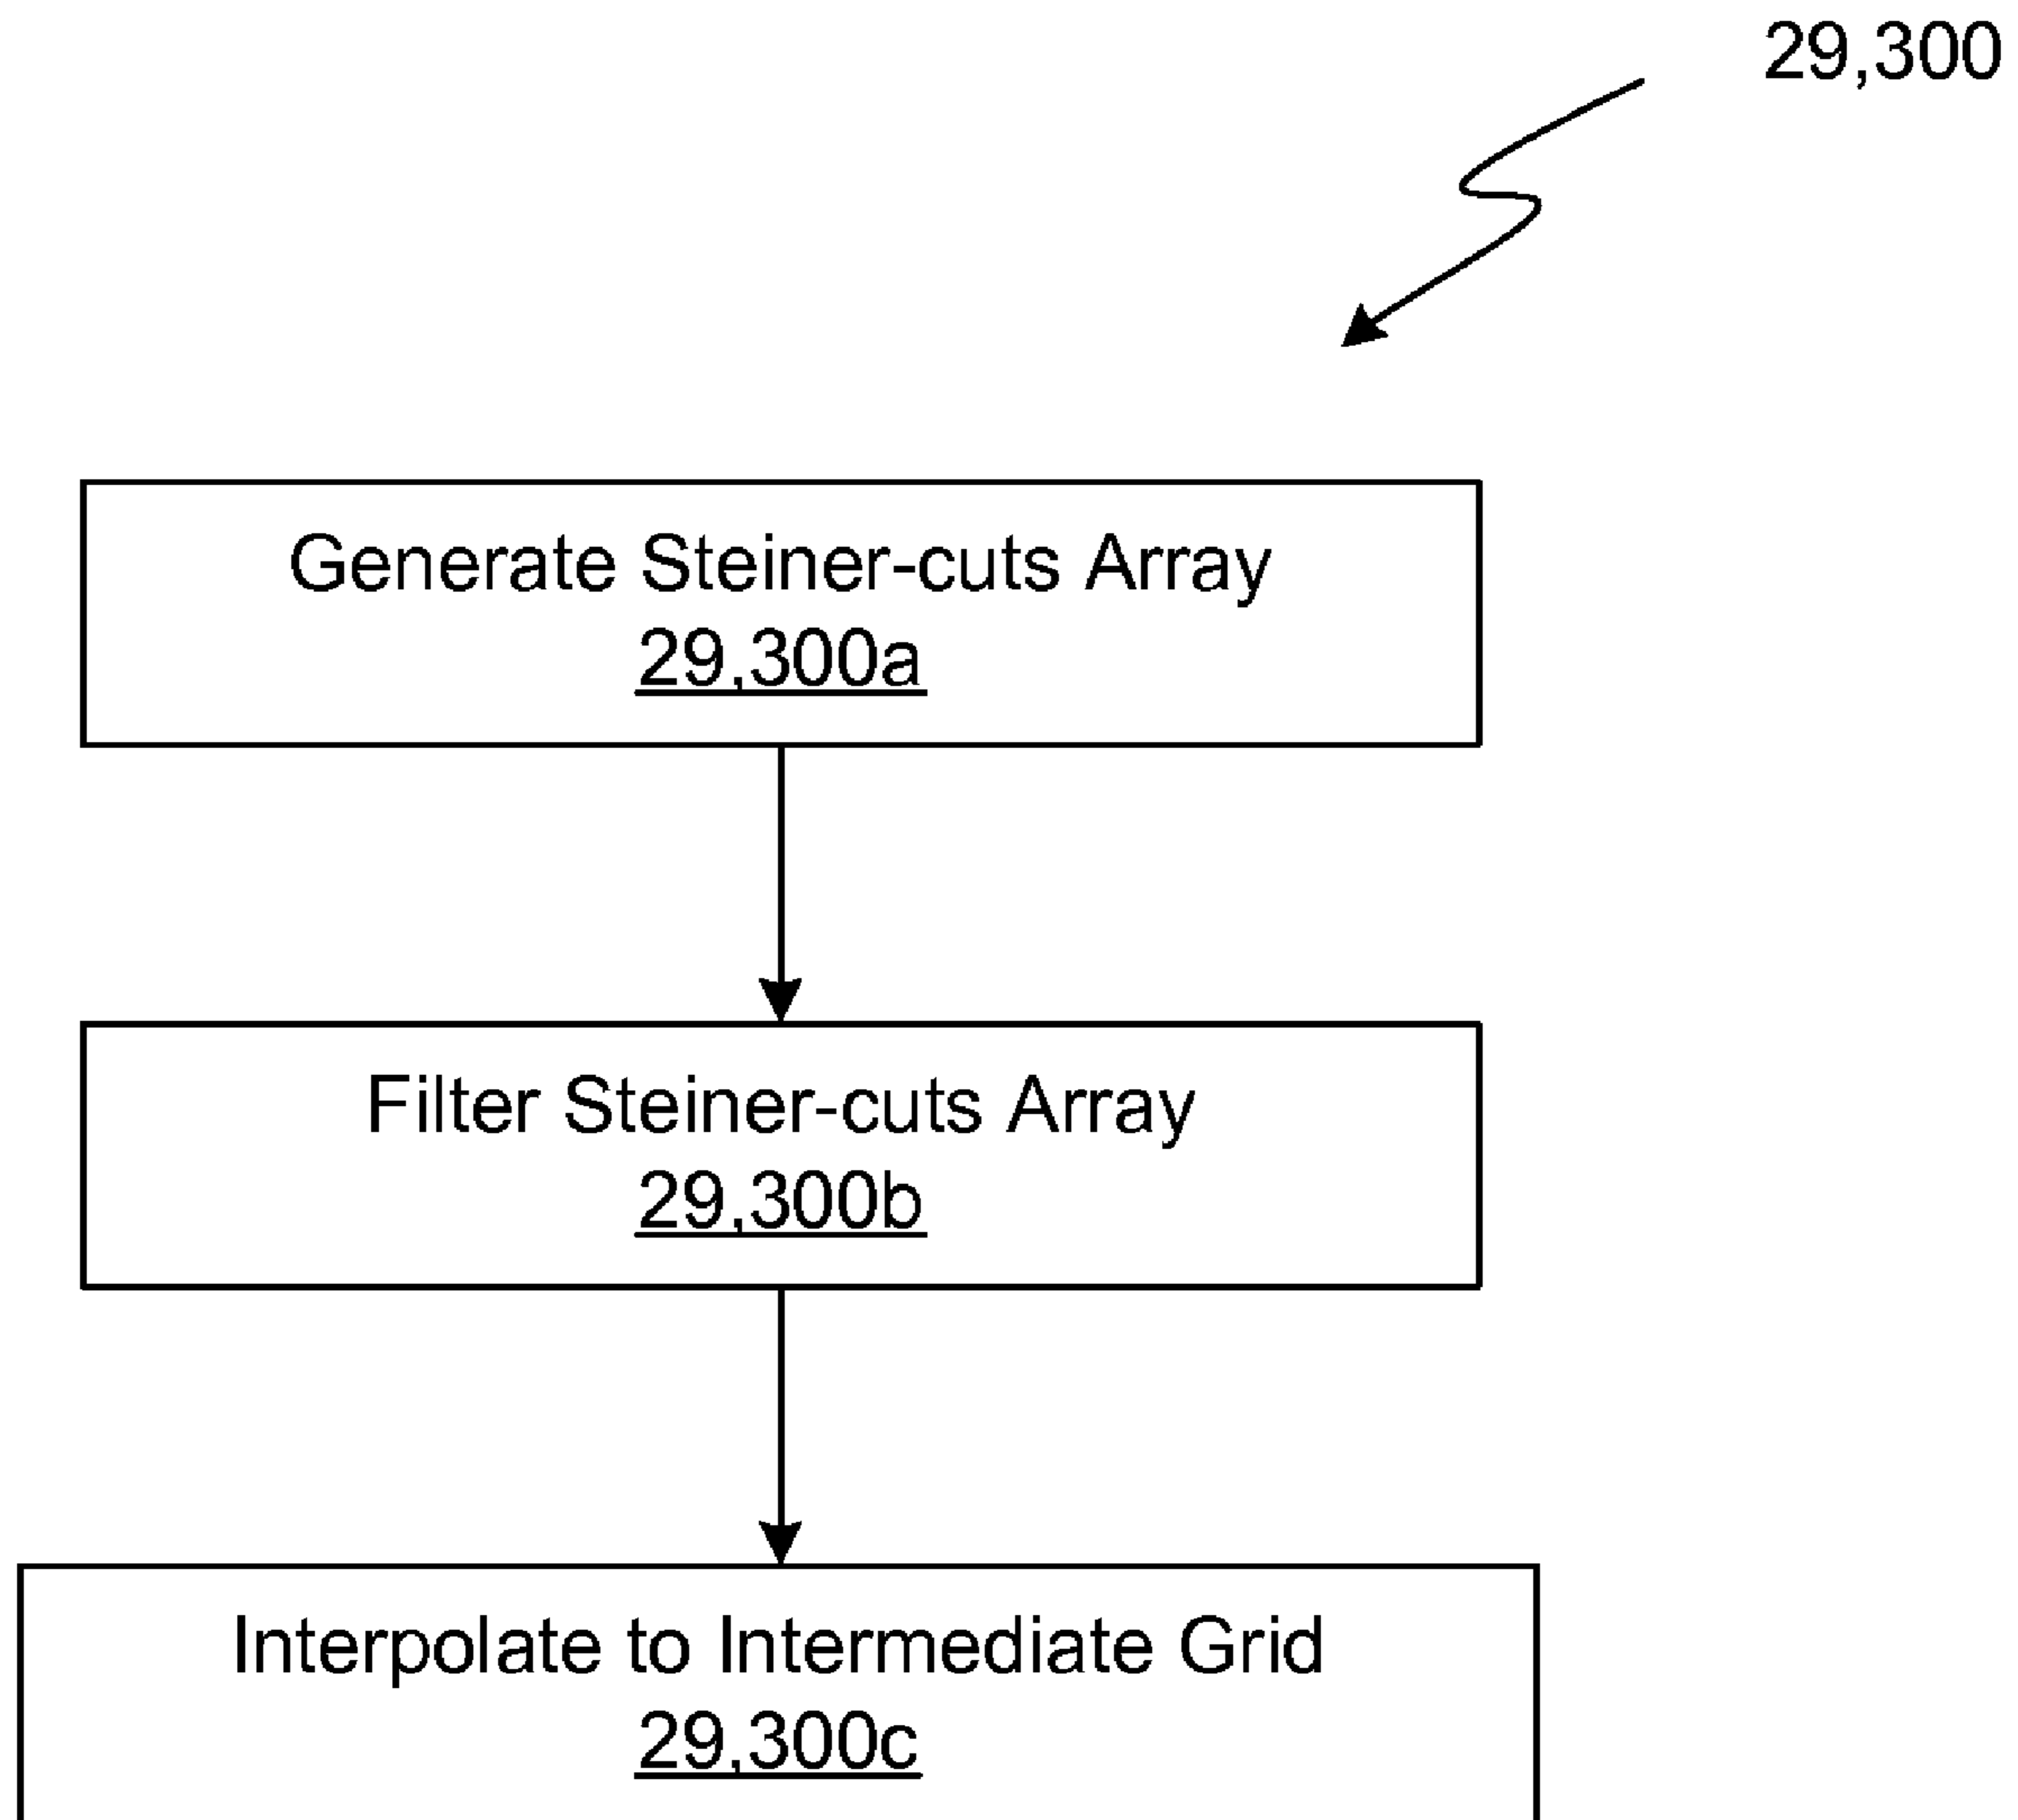 29,300
Generate Steiner-cuts Array
29,300a
Filter Steiner-cuts Array
29,300b
Interpolate to Intermediate Grid
29,300c